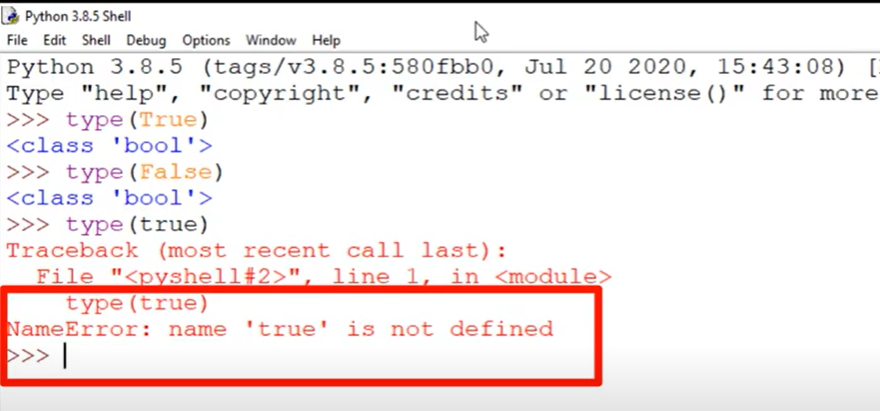 Python 3.8.5 Shell
File Edit Shell Debug Options Window Help
Python 3.8.5 (tags/v3.8.5:580fbb0, Jul 20 2020, 15:43:08) [
Type "help", "copyright", "credits" or "license()" for more
>>> type(True)
<class 'bool'>
>>> type(False)
<class 'bool'>
>>> type(true)
Traceback (most recent call last):
  File "<pyshell#2>", line 1, in <module>
    type(true)
NameError: name 'true' is not defined
>>>